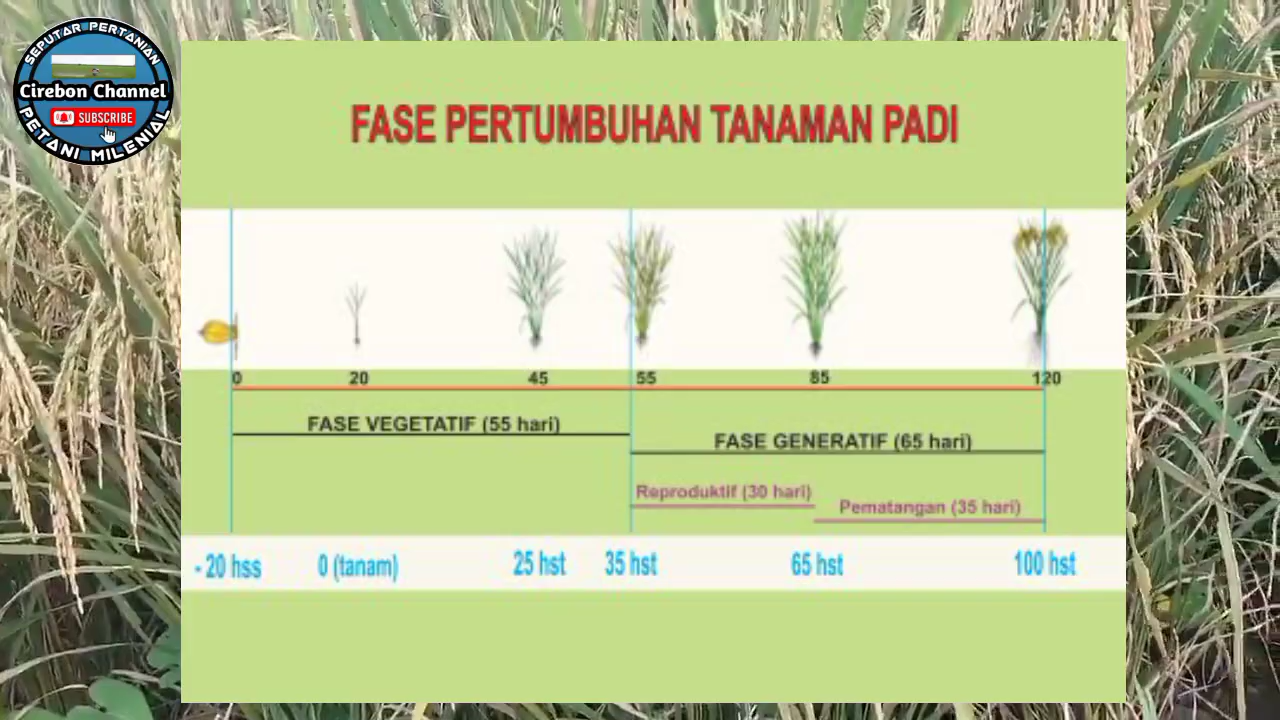 SEPUTAR PERTANIAN
Cirebon Channel
SUBSCRIBE
PETANI MILENIAL
FASE PERTUMBUHAN TANAMAN PADI
0 20 45 55 85 120
FASE VEGETATIF (55 hari)
FASE GENERATIF (65 hari)
Reproduktif (30 hari)
Pematangan (35 hari)
- 20 hss 0 (tanam) 25 hst 35 hst 65 hst 100 hst